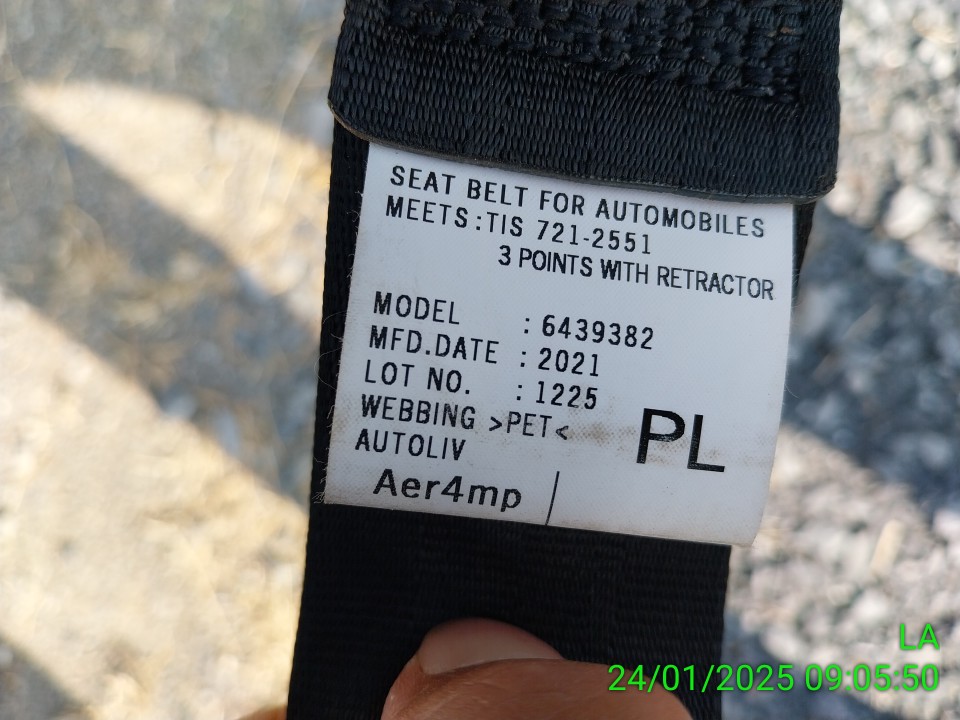 SEAT BELT FOR AUTOMOBILES
MEETS:TIS 721-2551
3 POINTS WITH RETRACTOR
MODEL : 6439382
MFD.DATE : 2021
LOT NO. : 1225
WEBBING >PET<
AUTOLIV
PL
Aer4mp
LA
24/01/2025 09:05:50